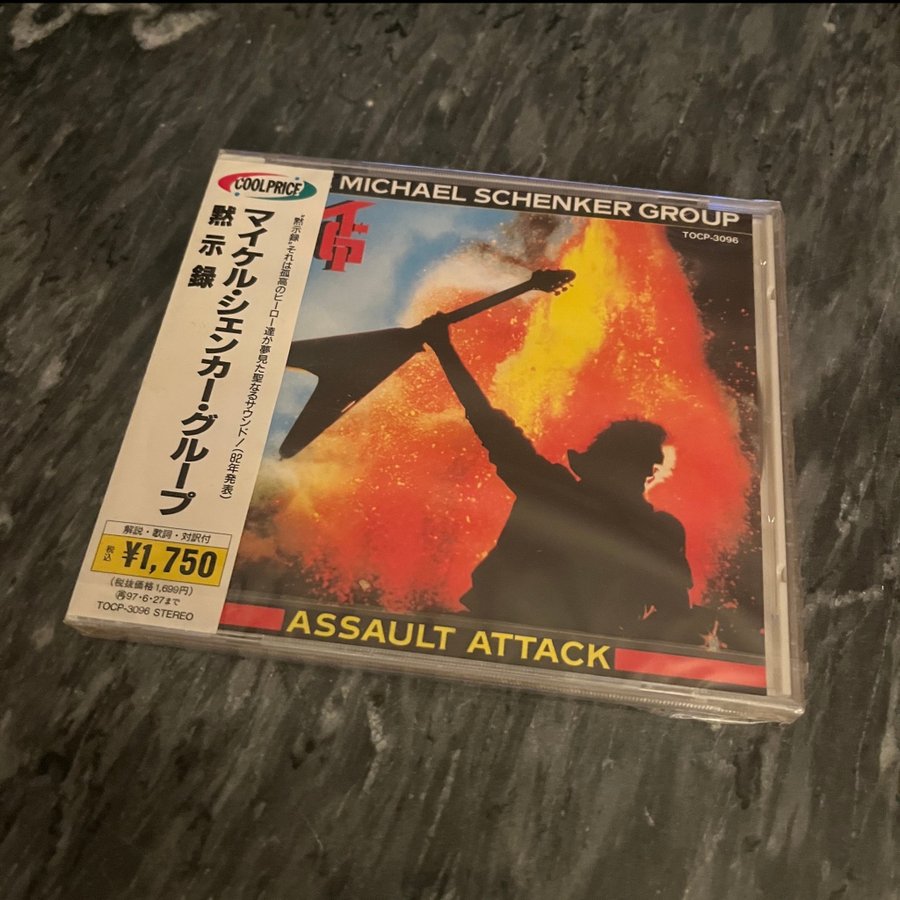 COOLPRICE
マイケル・シェンカー・グループ
黙示録
“黙示録”それは孤高のヒーロー達が夢見た聖なるサウンド！(82年発表)
解説・歌詞・対訳付
税込 ¥1,750
(税抜価格1,699円)
再97・6・27まで
TOCP-3096 STEREO
MICHAEL SCHENKER GROUP
TOCP-3096
ASSAULT ATTACK